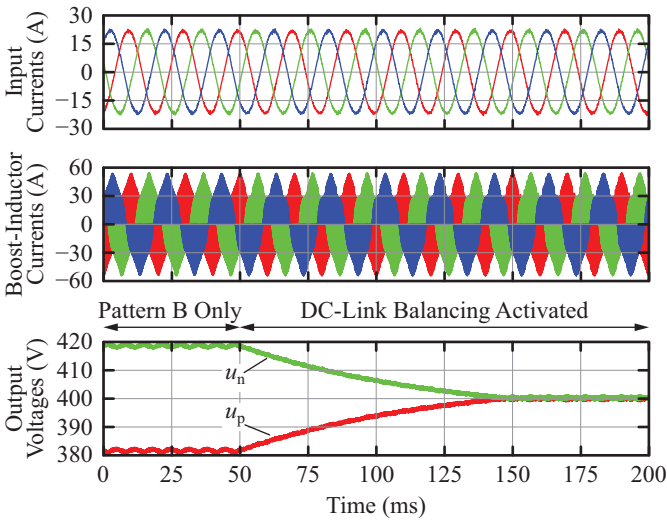 Input
Currents (A)
30
15
0
−15
−30
Boost-Inductor
Currents (A)
60
30
0
−30
−60
Pattern B Only
DC-Link Balancing Activated
Output
Voltages (V)
420
410
400
390
380
un
up
0 25 50 75 100 125 150 175 200
Time (ms)